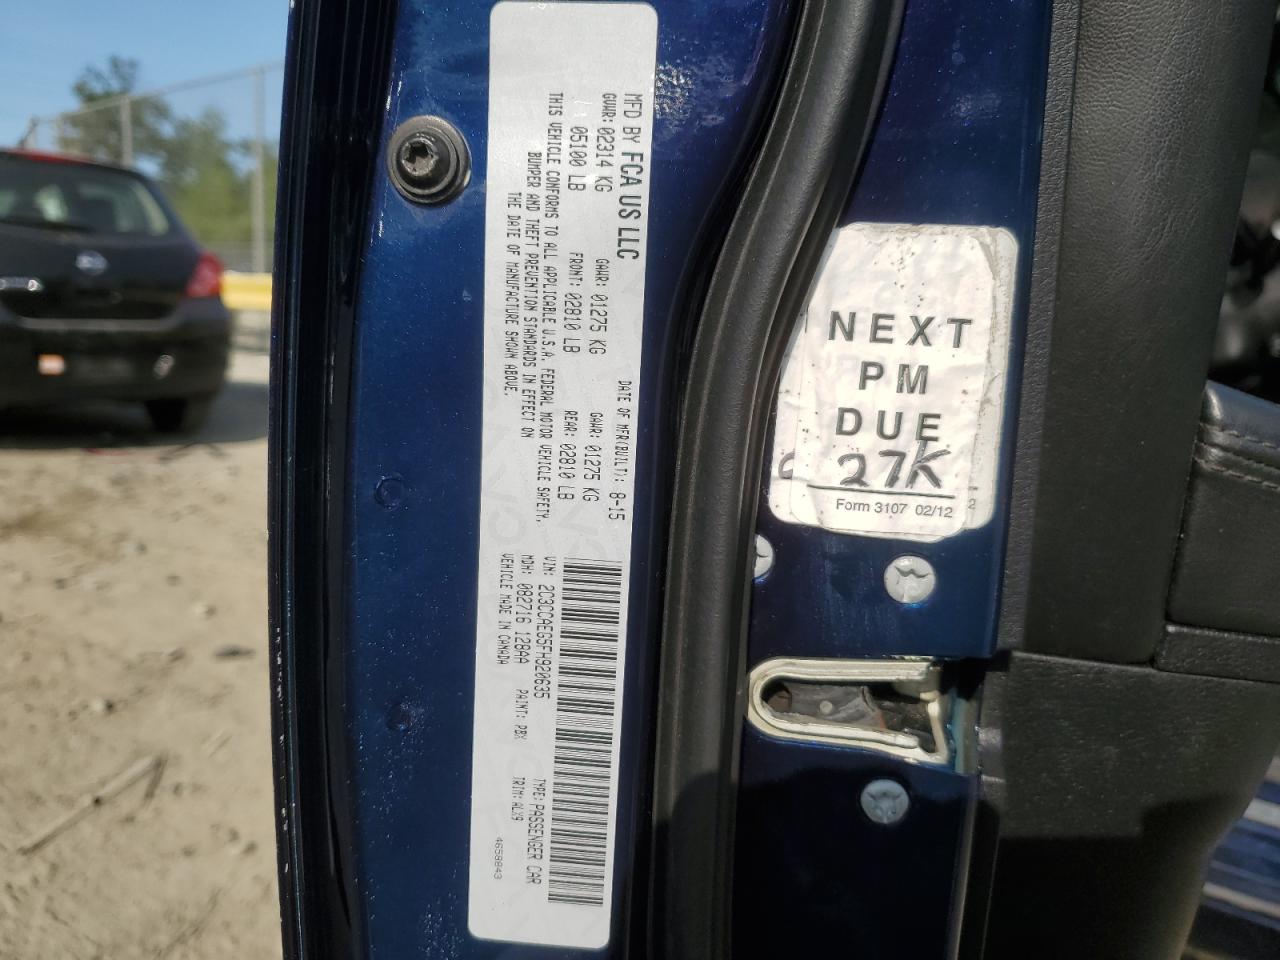 MFD BY FCA US LLC
DATE OF MFR(BUILT): 8-15
GVWR: 02314 KG
GAWR: 01275 KG
GAWR: 01275 KG
05100 LB
FRONT: 02810 LB
REAR: 02810 LB
THIS VEHICLE CONFORMS TO ALL APPLICABLE U.S.A. FEDERAL MOTOR VEHICLE SAFETY,
BUMPER AND THEFT PREVENTION STANDARDS IN EFFECT ON
THE DATE OF MANUFACTURE SHOWN ABOVE.
VIN: 2C3CCAEG5FH920635
TYPE: PASSENGER CAR
MDH: 082716 128AA
PAINT: PBX
TRIM: ALX9
VEHICLE MADE IN CANADA
4658843
NEXT
PM
DUE
27K
Form 3107 02/12
2